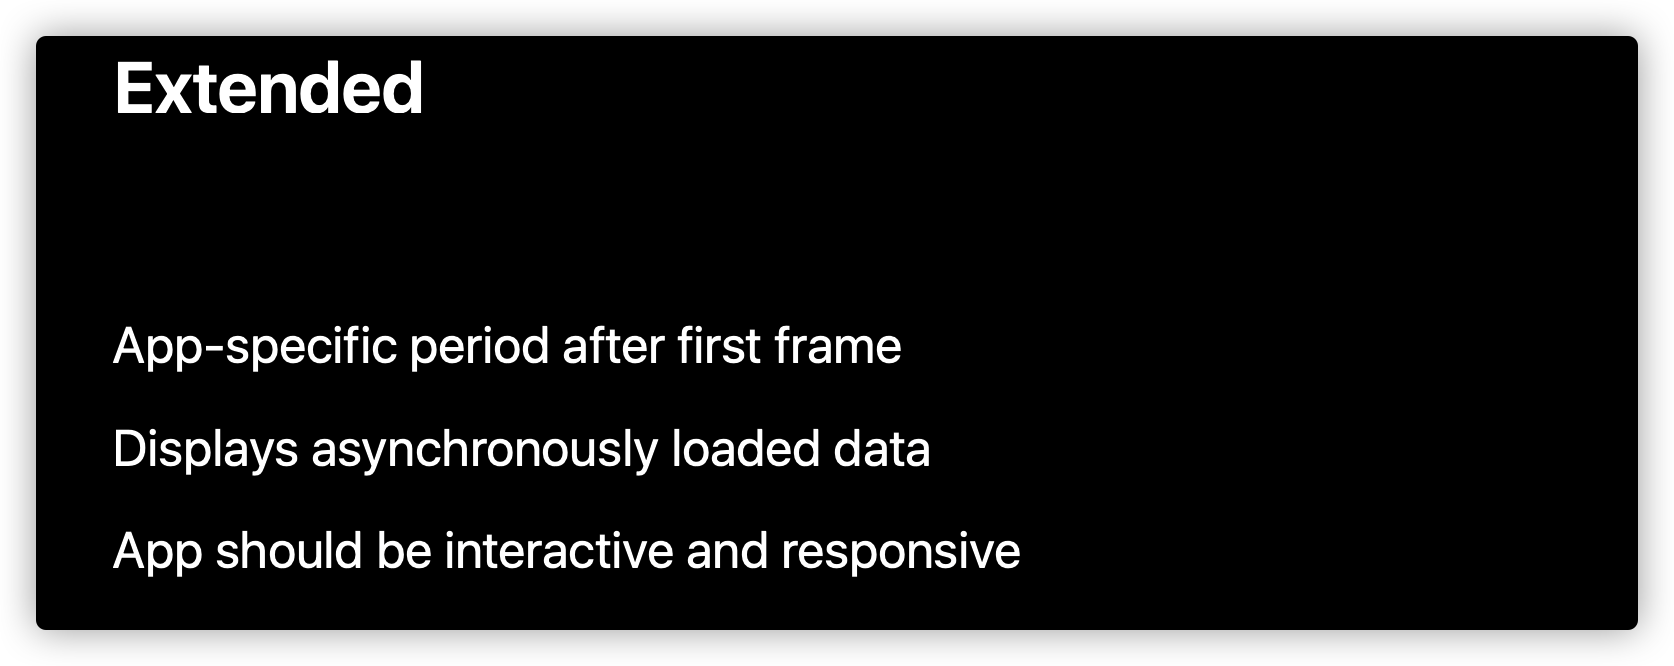 Extended
App-specific period after first frame
Displays asynchronously loaded data
App should be interactive and responsive